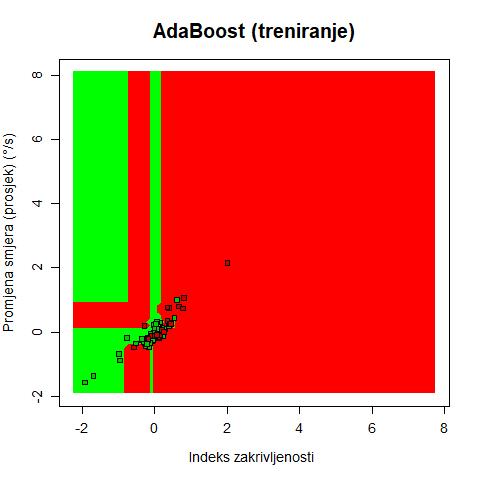 AdaBoost (treniranje)
Promjena smjera (prosjek) (°/s)
8
6
4
2
0
-2
-2 0 2 4 6 8
Indeks zakrivljenosti